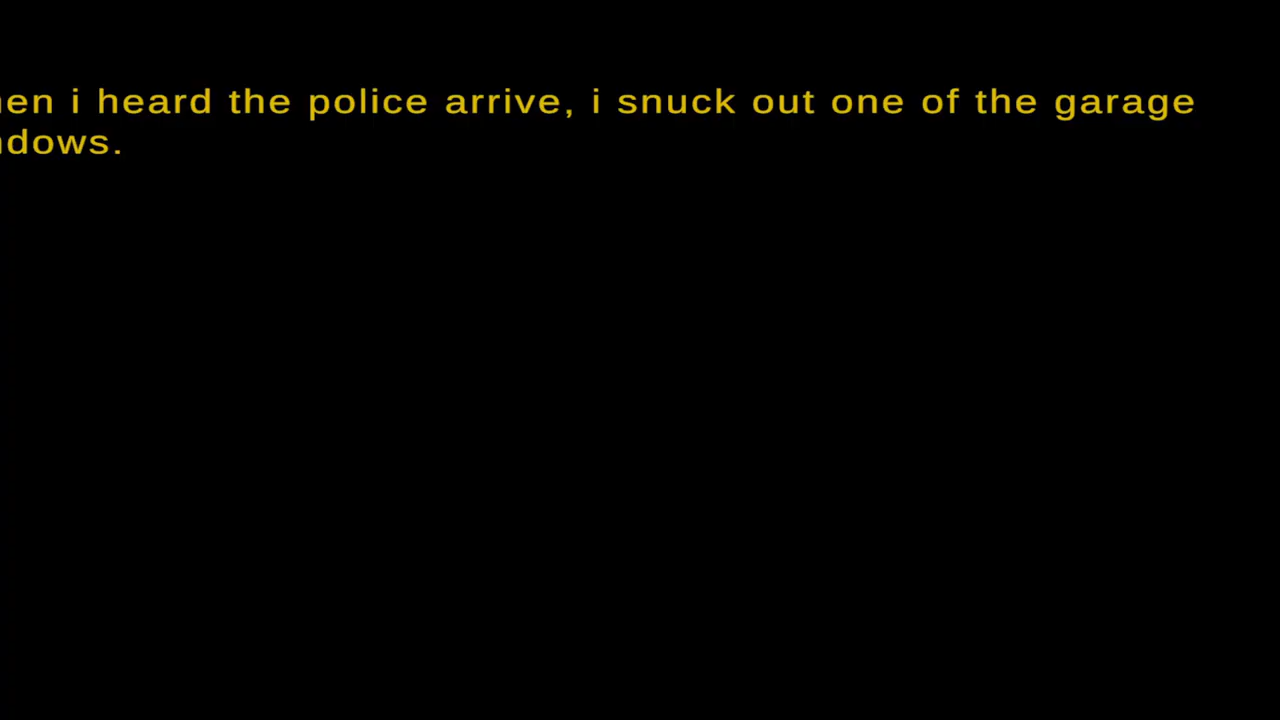 hen i heard the police arrive, i snuck out one of the garage
ndows.